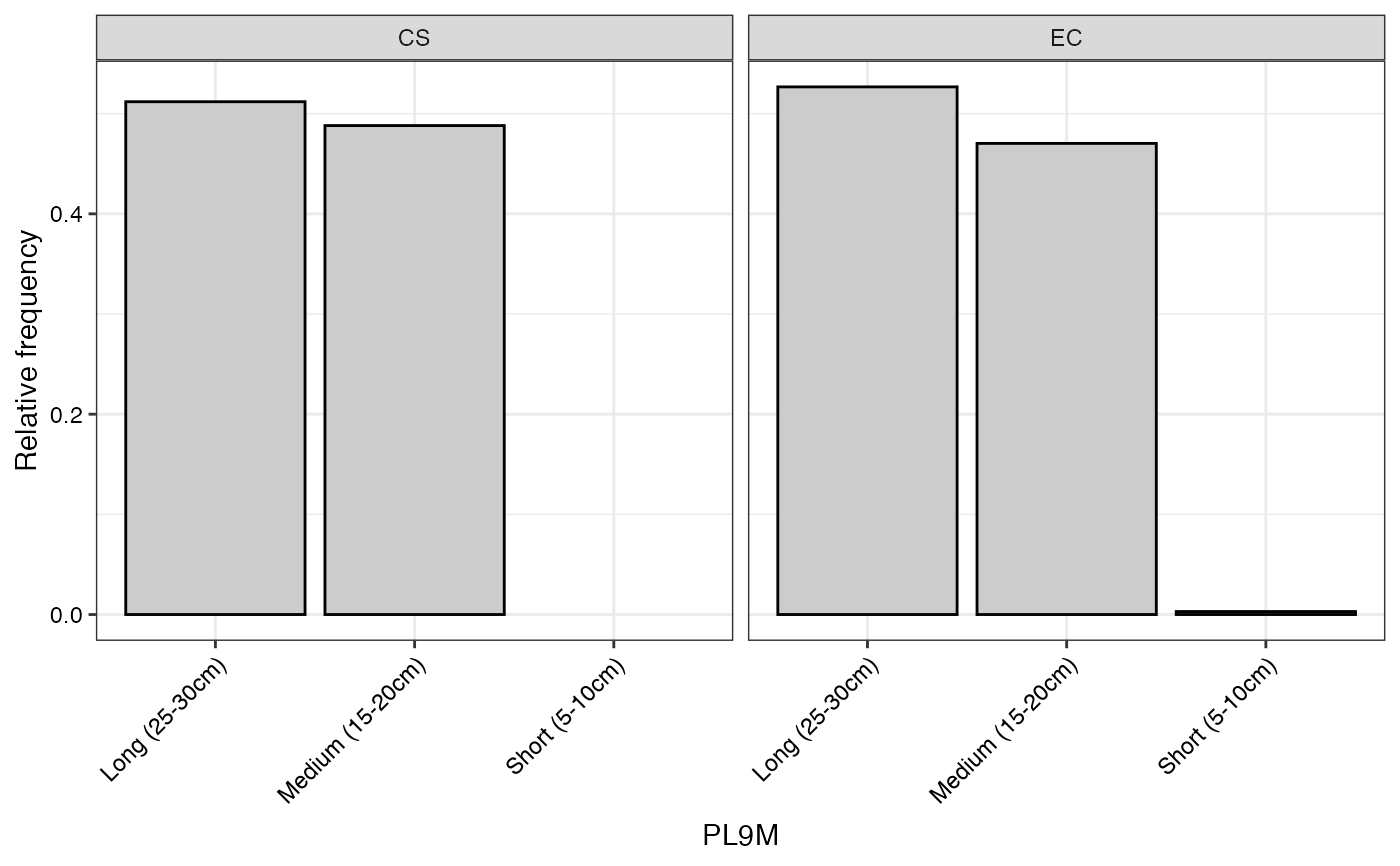 CS
EC
Relative frequency
0.4
0.2
0.0
Long (25-30cm)
Medium (15-20cm)
Short (5-10cm)
Long (25-30cm)
Medium (15-20cm)
Short (5-10cm)
PL9M